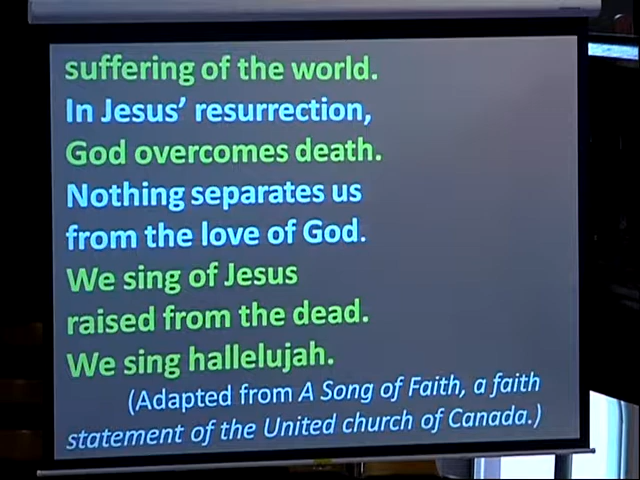 suffering of the world.
In Jesus’ resurrection,
God overcomes death.
Nothing separates us
from the love of God.
We sing of Jesus
raised from the dead.
We sing hallelujah.
(Adapted from A Song of Faith, a faith
statement of the United church of Canada.)